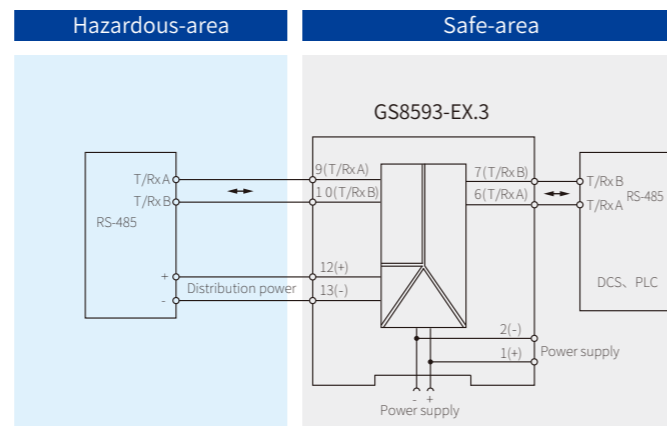 Hazardous-area
Safe-area
GS8593-EX.3
T/RxA
T/RxB
RS-485
+
-
Distribution power
9(T/RxA)
10(T/RxB)
12(+)
13(-)
7(T/RxB)
6(T/RxA)
T/RxB
T/RxA
RS-485
DCS、PLC
2(-)
1(+)
Power supply
- +
Power supply